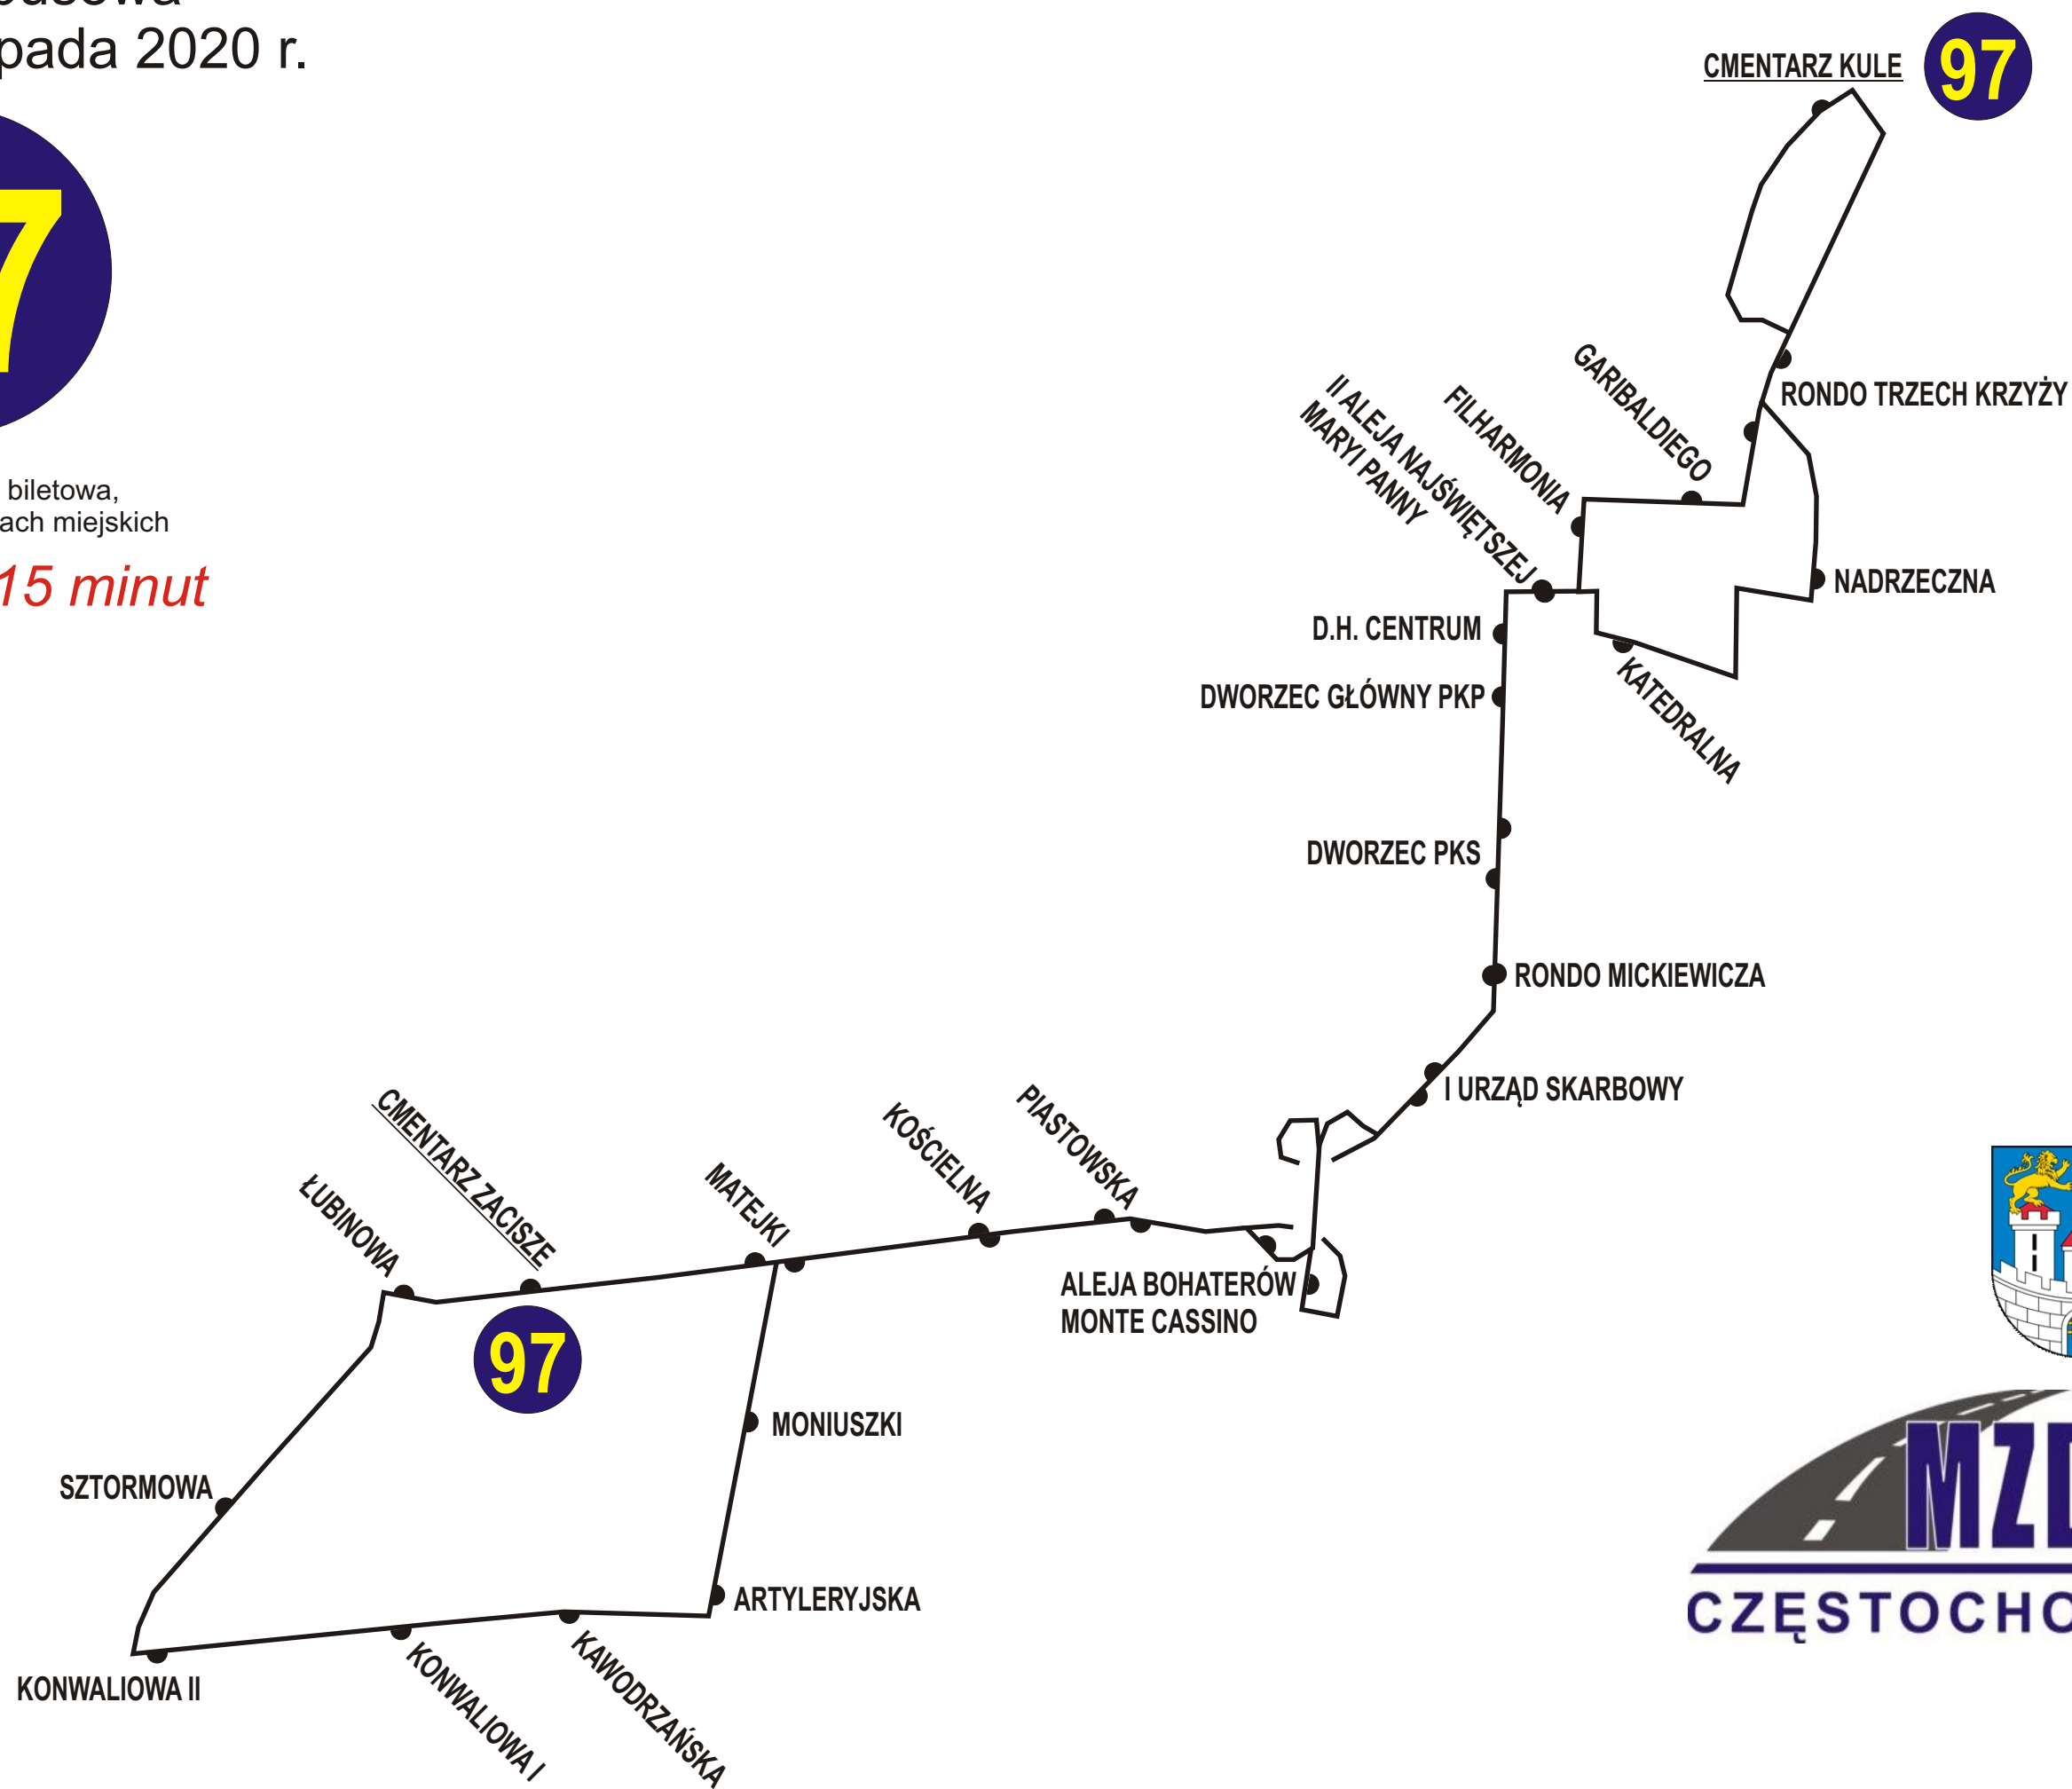 pada 2020 r.
CMENTARZ KULE
97
7
biletowa,
ach miejskich
15 minut
RONDO TRZECH KRZYŻY
GARIBALDIEGO
FILHARMONIA
II ALEJA NAJŚWIĘTSZEJ
MARYI PANNY
NADRZECZNA
D.H. CENTRUM
KATEDRALNA
DWORZEC GŁÓWNY PKP
DWORZEC PKS
RONDO MICKIEWICZA
I URZĄD SKARBOWY
PIASTOWSKA
KOŚCIELNA
MATEJKI
CMENTARZ ZACISZE
ŁUBINOWA
97
ALEJA BOHATERÓW
MONTE CASSINO
MONIUSZKI
SZTORMOWA
ARTYLERYJSKA
KONWALIOWA II
KONWALIOWA I
KAWODRZAŃSKA
MZD
CZĘSTOCHO